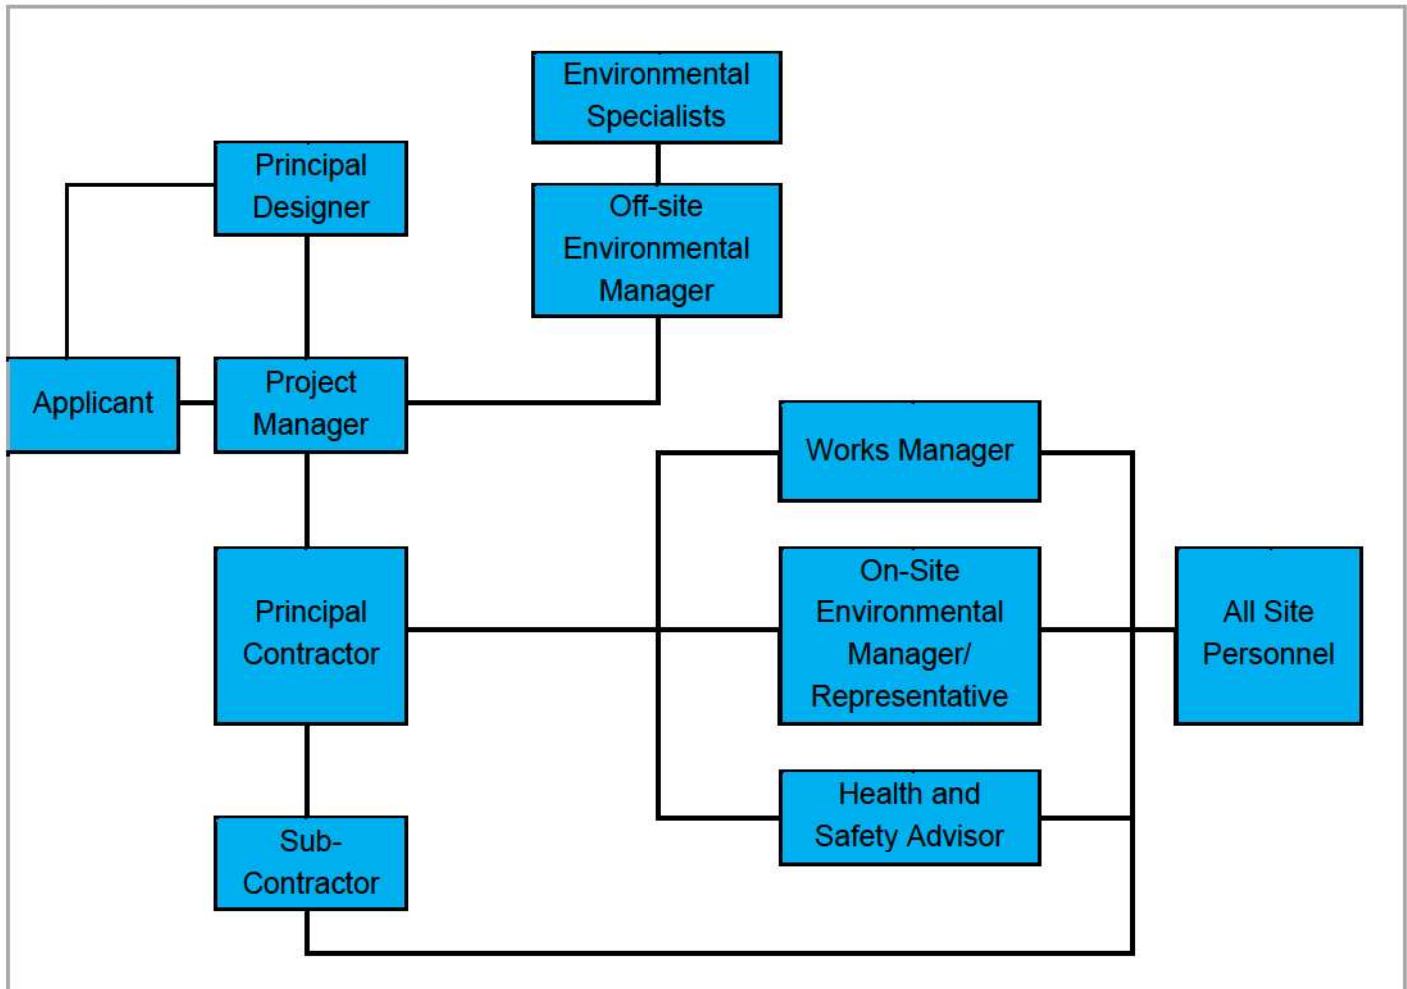 Environmental
Specialists
Principal
Designer
Off-site
Environmental
Manager
Applicant
Project
Manager
Works Manager
Principal
Contractor
On-Site
Environmental
Manager/
Representative
All Site
Personnel
Health and
Safety Advisor
Sub-
Contractor